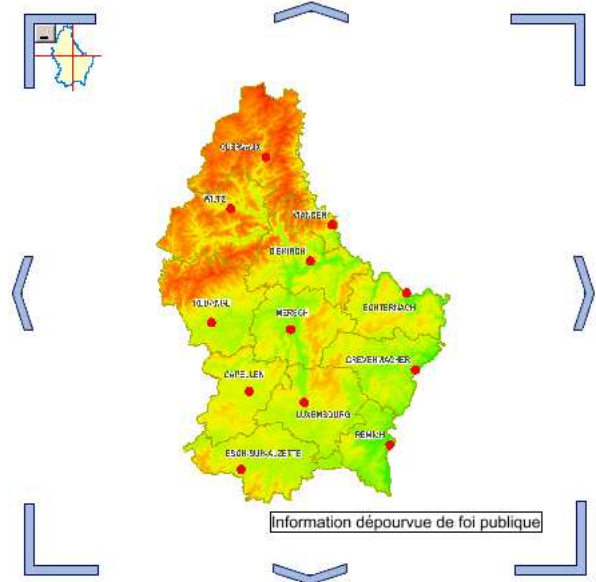 CLERVAUX
WILTZ
VIANDEN
DIEKIRCH
ECHTERNACH
REDANGE
MERSCH
GREVENMACHER
CAPELLEN
LUXEMBOURG
REMICH
ESCH-SUR-ALZETTE
Information dépourvue de foi publique